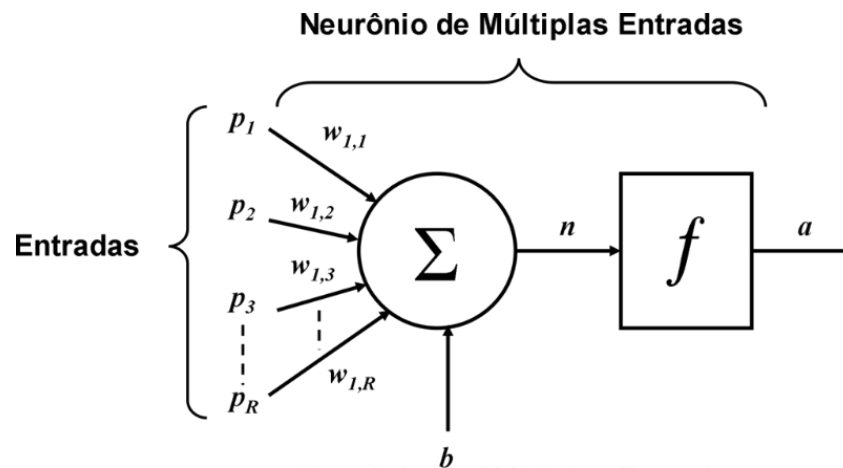 Neurônio de Múltiplas Entradas
p1
w1,1
p2
w1,2
Entradas
Σ
n
f
a
w1,3
p3
w1,R
pR
b